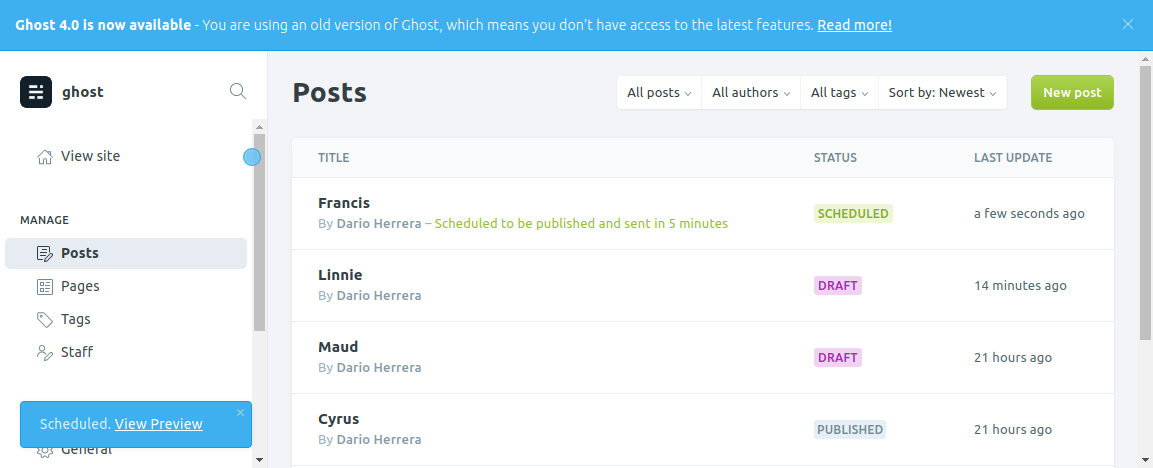 Ghost 4.0 is now available - You are using an old version of Ghost, which means you don't have access to the latest features. Read more!
ghost
View site
MANAGE
Posts
Pages
Tags
Staff
Scheduled. View Preview
General
Posts
All posts
All authors
All tags
Sort by: Newest
New post
TITLE STATUS LAST UPDATE
Francis
By Dario Herrera – Scheduled to be published and sent in 5 minutes
SCHEDULED
a few seconds ago
Linnie
By Dario Herrera
DRAFT
14 minutes ago
Maud
By Dario Herrera
DRAFT
21 hours ago
Cyrus
By Dario Herrera
PUBLISHED
21 hours ago